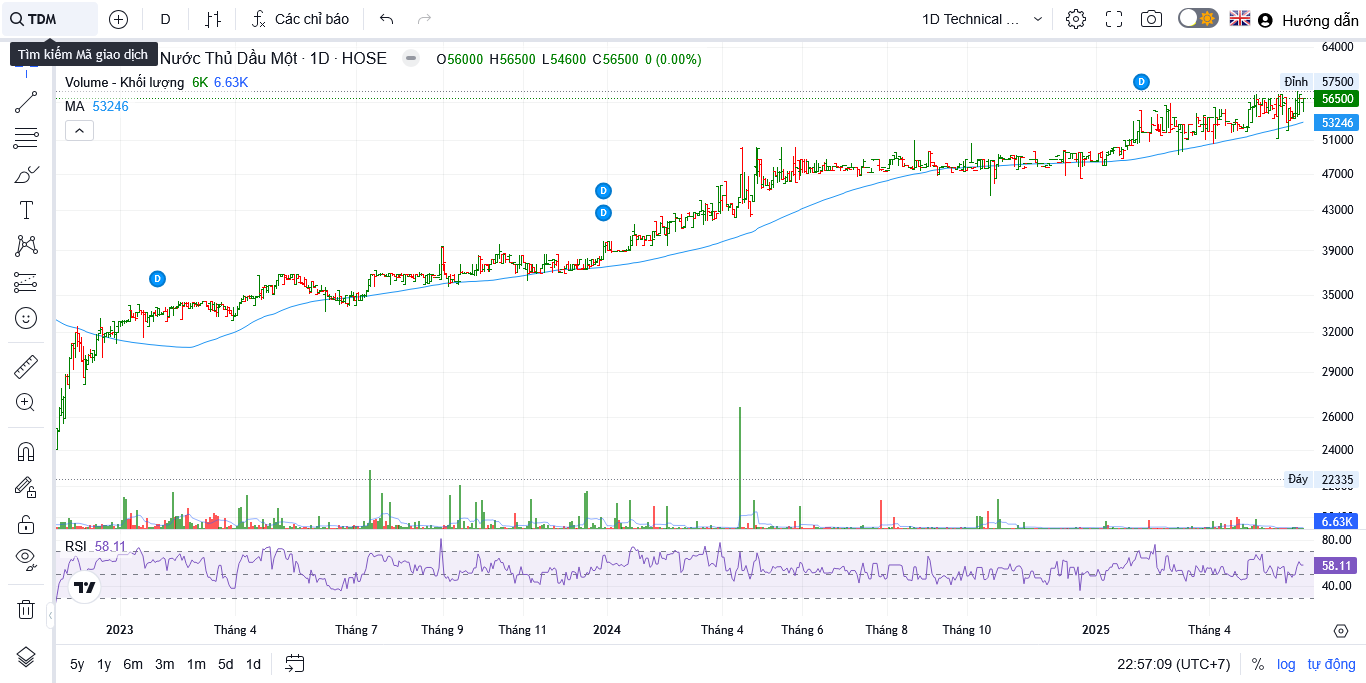 TDM
D
Các chỉ báo
1D Technical ...
Hướng dẫn
Tìm kiếm Mã giao dịch
Nước Thủ Dầu Một · 1D · HOSE
O56000 H56500 L54600 C56500 0 (0.00%)
Volume - Khối lượng 6K 6.63K
MA 53246
64000
Đỉnh 57500
56500
53246
51000
47000
43000
39000
35000
32000
29000
26000
24000
Đáy 22335
6.63K
D
D
D
D
RSI 58.11
80.00
58.11
40.00
2023 Tháng 4 Tháng 7 Tháng 9 Tháng 11 2024 Tháng 4 Tháng 6 Tháng 8 Tháng 10 2025 Tháng 4
5y 1y 6m 3m 1m 5d 1d
22:57:09 (UTC+7) % log tự động